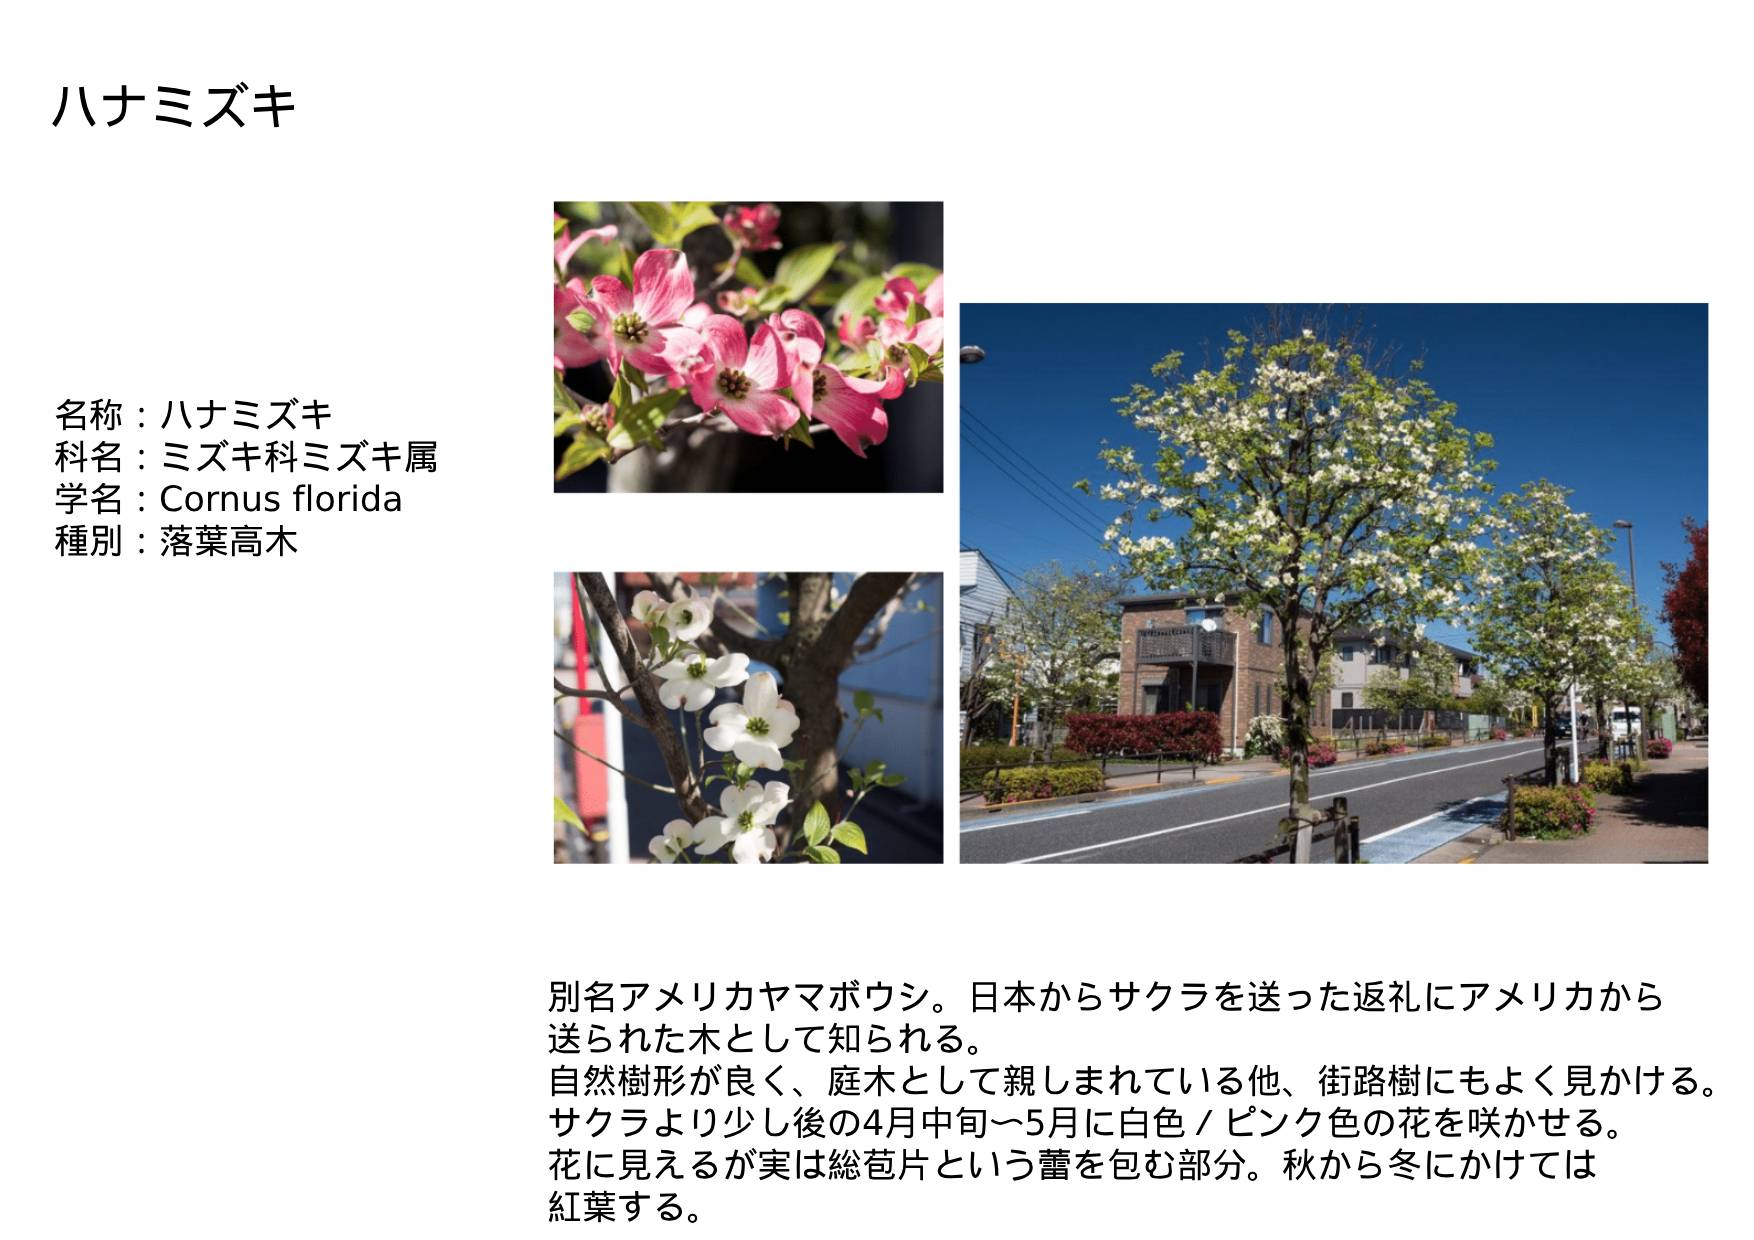 ハナミズキ
名称：ハナミズキ
科名：ミズキ科ミズキ属
学名：Cornus florida
種別：落葉高木
別名アメリカヤマボウシ。日本からサクラを送った返礼にアメリカから
送られた木として知られる。
自然樹形が良く、庭木として親しまれている他、街路樹にもよく見かける。
サクラより少し後の4月中旬〜5月に白色 / ピンク色の花を咲かせる。
花に見えるが実は総苞片という蕾を包む部分。秋から冬にかけては
紅葉する。